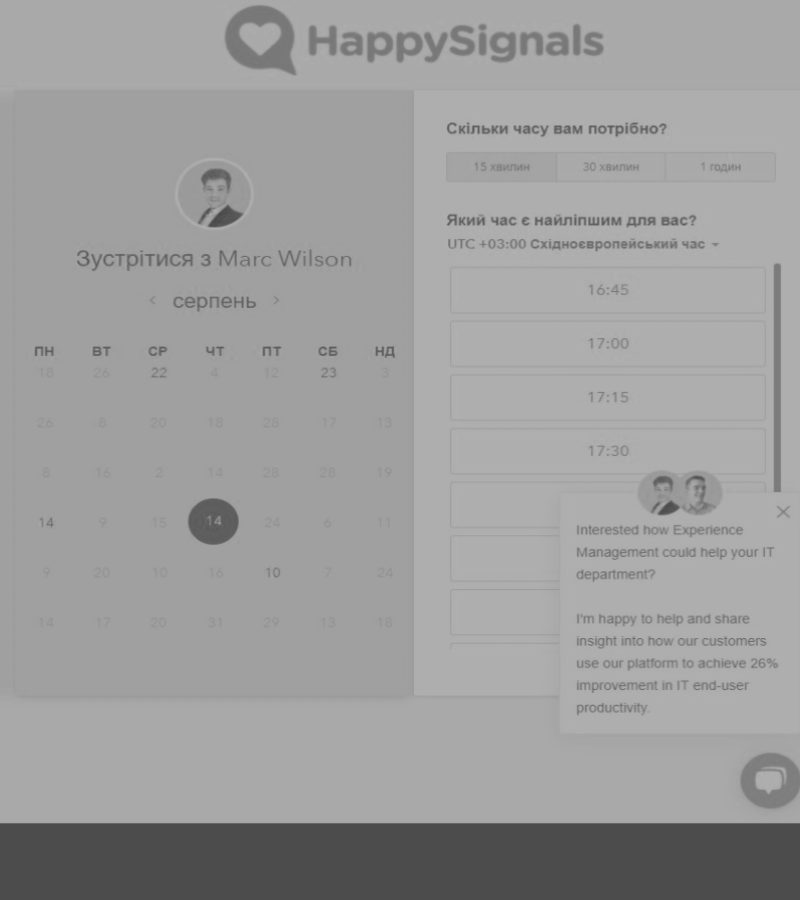 HappySignals
Зустрітися з Marc Wilson
серпень
ПН ВТ СР ЧТ ПТ СБ НД
18 26 22 4 12 23 3
26 8 20 18 28 17 13
8 16 2 14 28 28 19
14 9 15 14 24 6 11
9 20 10 16 10 7 24
14 17 20 31 29 13 18
Скільки часу вам потрібно?
15 хвилин 30 хвилин 1 годин
Який час є найліпшим для вас?
UTC +03:00 Східноєвропейський час
16:45
17:00
17:15
17:30
Interested how Experience
Management could help your IT
department?
I'm happy to help and share
insight into how our customers
use our platform to achieve 26%
improvement in IT end-user
productivity.